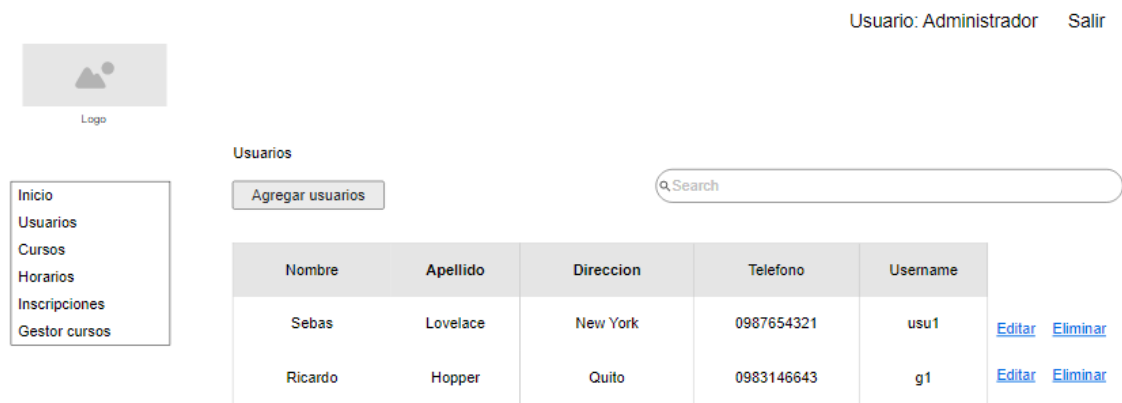 Usuario: Administrador Salir
Logo
Usuarios
Agregar usuarios
Search
Inicio
Usuarios
Cursos
Horarios
Inscripciones
Gestor cursos
Nombre Apellido Direccion Telefono Username
Sebas Lovelace New York 0987654321 usu1 Editar Eliminar
Ricardo Hopper Quito 0983146643 g1 Editar Eliminar